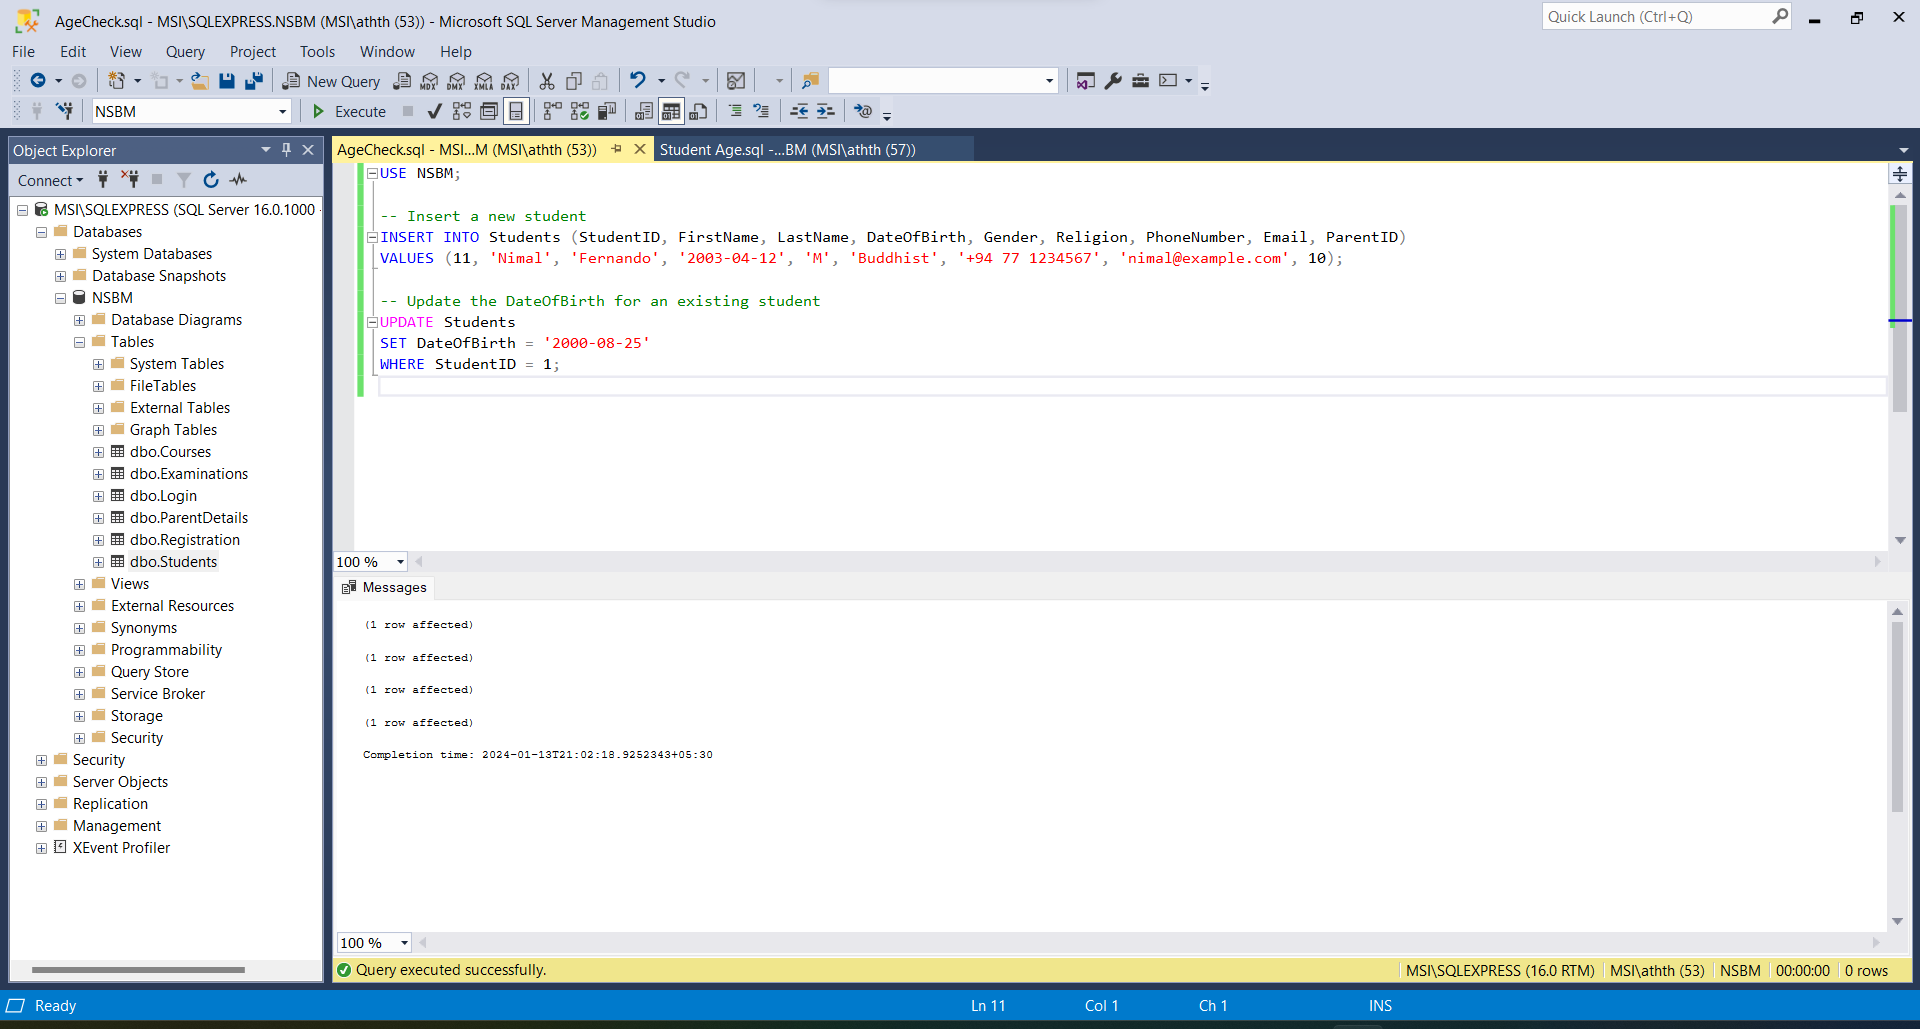 AgeCheck.sql - MSI\SQLEXPRESS.NSBM (MSI\athth (53)) - Microsoft SQL Server Management Studio
Quick Launch (Ctrl+Q)
File Edit View Query Project Tools Window Help
New Query MDX DMX XMLA DAX
NSBM Execute
Object Explorer
Connect
MSI\SQLEXPRESS (SQL Server 16.0.1000 -
Databases
System Databases
Database Snapshots
NSBM
Database Diagrams
Tables
System Tables
FileTables
External Tables
Graph Tables
dbo.Courses
dbo.Examinations
dbo.Login
dbo.ParentDetails
dbo.Registration
dbo.Students
Views
External Resources
Synonyms
Programmability
Query Store
Service Broker
Storage
Security
Security
Server Objects
Replication
Management
XEvent Profiler
AgeCheck.sql - MSI...M (MSI\athth (53)) Student Age.sql -...BM (MSI\athth (57))
USE NSBM;
-- Insert a new student
INSERT INTO Students (StudentID, FirstName, LastName, DateOfBirth, Gender, Religion, PhoneNumber, Email, ParentID)
VALUES (11, 'Nimal', 'Fernando', '2003-04-12', 'M', 'Buddhist', '+94 77 1234567', 'nimal@example.com', 10);
-- Update the DateOfBirth for an existing student
UPDATE Students
SET DateOfBirth = '2000-08-25'
WHERE StudentID = 1;
100 %
Messages
(1 row affected)
(1 row affected)
(1 row affected)
(1 row affected)
Completion time: 2024-01-13T21:02:18.9252343+05:30
100 %
Query executed successfully. MSI\SQLEXPRESS (16.0 RTM) MSI\athth (53) NSBM 00:00:00 0 rows
Ready Ln 11 Col 1 Ch 1 INS